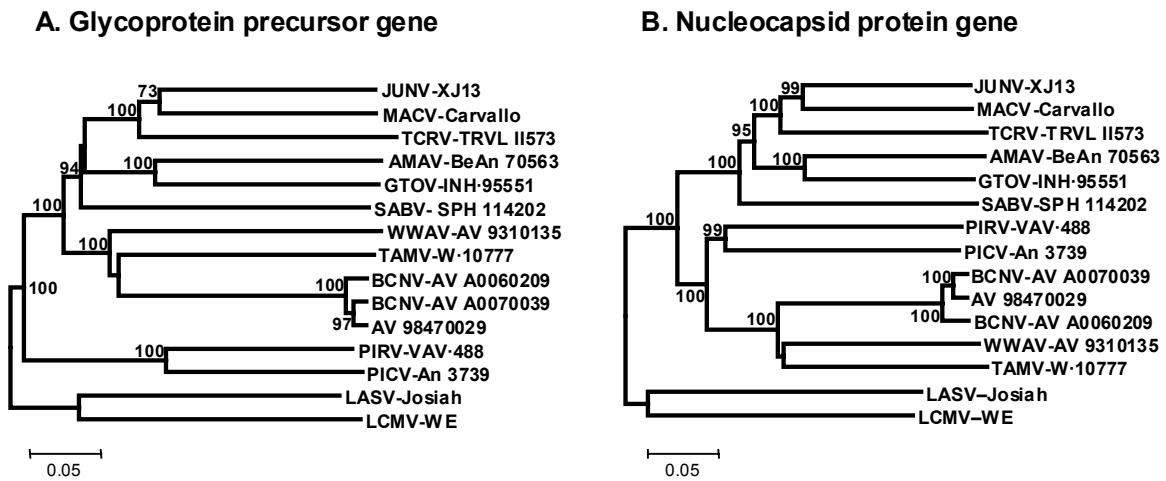 A. Glycoprotein precursor gene
73
JUNV-XJ13
100
MACV-Carvallo
TCRV-TRVL II573
94
100
AMAV-BeAn 70563
GTOV-INH·95551
100
SABV- SPH 114202
100
WWAV-AV 9310135
TAMV-W·10777
100
100
BCNV-AV A0060209
BCNV-AV A0070039
97
AV 98470029
100
PIRV-VAV·488
PICV-An 3739
LASV-Josiah
LCMV-WE
0.05
B. Nucleocapsid protein gene
99
JUNV-XJ13
100
MACV-Carvallo
95
TCRV-TRVL II573
100
100
AMAV-BeAn 70563
GTOV-INH·95551
SABV-SPH 114202
100
99
PIRV-VAV·488
PICV-An 3739
100
100
BCNV-AV A0070039
AV 98470029
100
100
BCNV-AV A0060209
WWAV-AV 9310135
TAMV-W·10777
LASV–Josiah
LCMV–WE
0.05